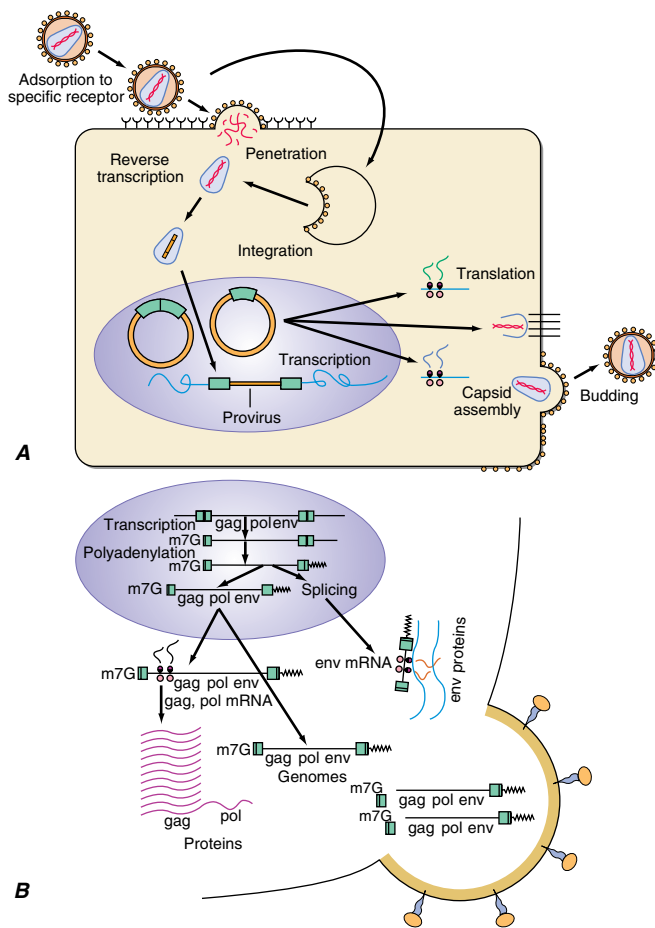 Adsorption to
specific receptor
Reverse
transcription
Penetration
Integration
Translation
Transcription
Provirus
Capsid
assembly
Budding
A
Transcription
gag pol env
m7G
Polyadenylation
m7G
m7G
gag pol env
Splicing
env mRNA
env proteins
m7G
gag pol env
gag, pol mRNA
m7G
gag pol env
Genomes
gag
pol
Proteins
m7G
gag pol env
m7G
gag pol env
B